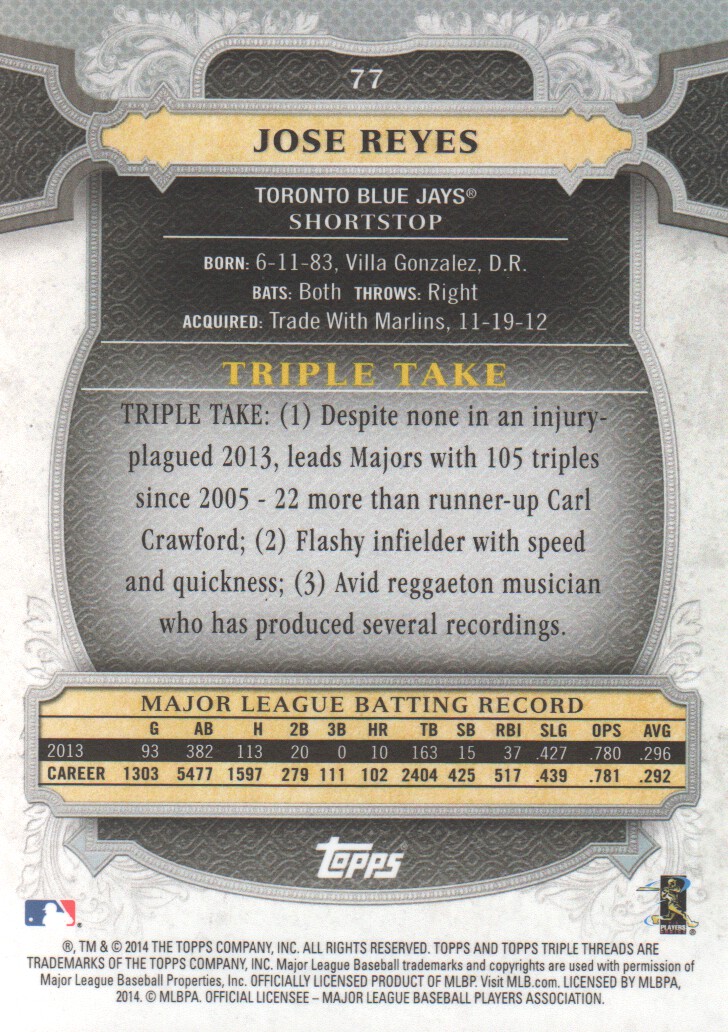 77
JOSE REYES
TORONTO BLUE JAYS®
SHORTSTOP
BORN: 6-11-83, Villa Gonzalez, D.R.
BATS: Both THROWS: Right
ACQUIRED: Trade With Marlins, 11-19-12
TRIPLE TAKE
TRIPLE TAKE: (1) Despite none in an injury-
plagued 2013, leads Majors with 105 triples
since 2005 - 22 more than runner-up Carl
Crawford; (2) Flashy infielder with speed
and quickness; (3) Avid reggaeton musician
who has produced several recordings.
MAJOR LEAGUE BATTING RECORD
G AB H 2B 3B HR TB SB RBI SLG OPS AVG
2013 93 382 113 20 0 10 163 15 37 .427 .780 .296
CAREER 1303 5477 1597 279 111 102 2404 425 517 .439 .781 .292
Topps
PLAYERS
®, TM & © 2014 THE TOPPS COMPANY, INC. ALL RIGHTS RESERVED. TOPPS AND TOPPS TRIPLE THREADS ARE
TRADEMARKS OF THE TOPPS COMPANY, INC. Major League Baseball trademarks and copyrights are used with permission of
Major League Baseball Properties, Inc. OFFICIALLY LICENSED PRODUCT OF MLBP. Visit MLB.com. LICENSED BY MLBPA,
2014. © MLBPA. OFFICIAL LICENSEE – MAJOR LEAGUE BASEBALL PLAYERS ASSOCIATION.